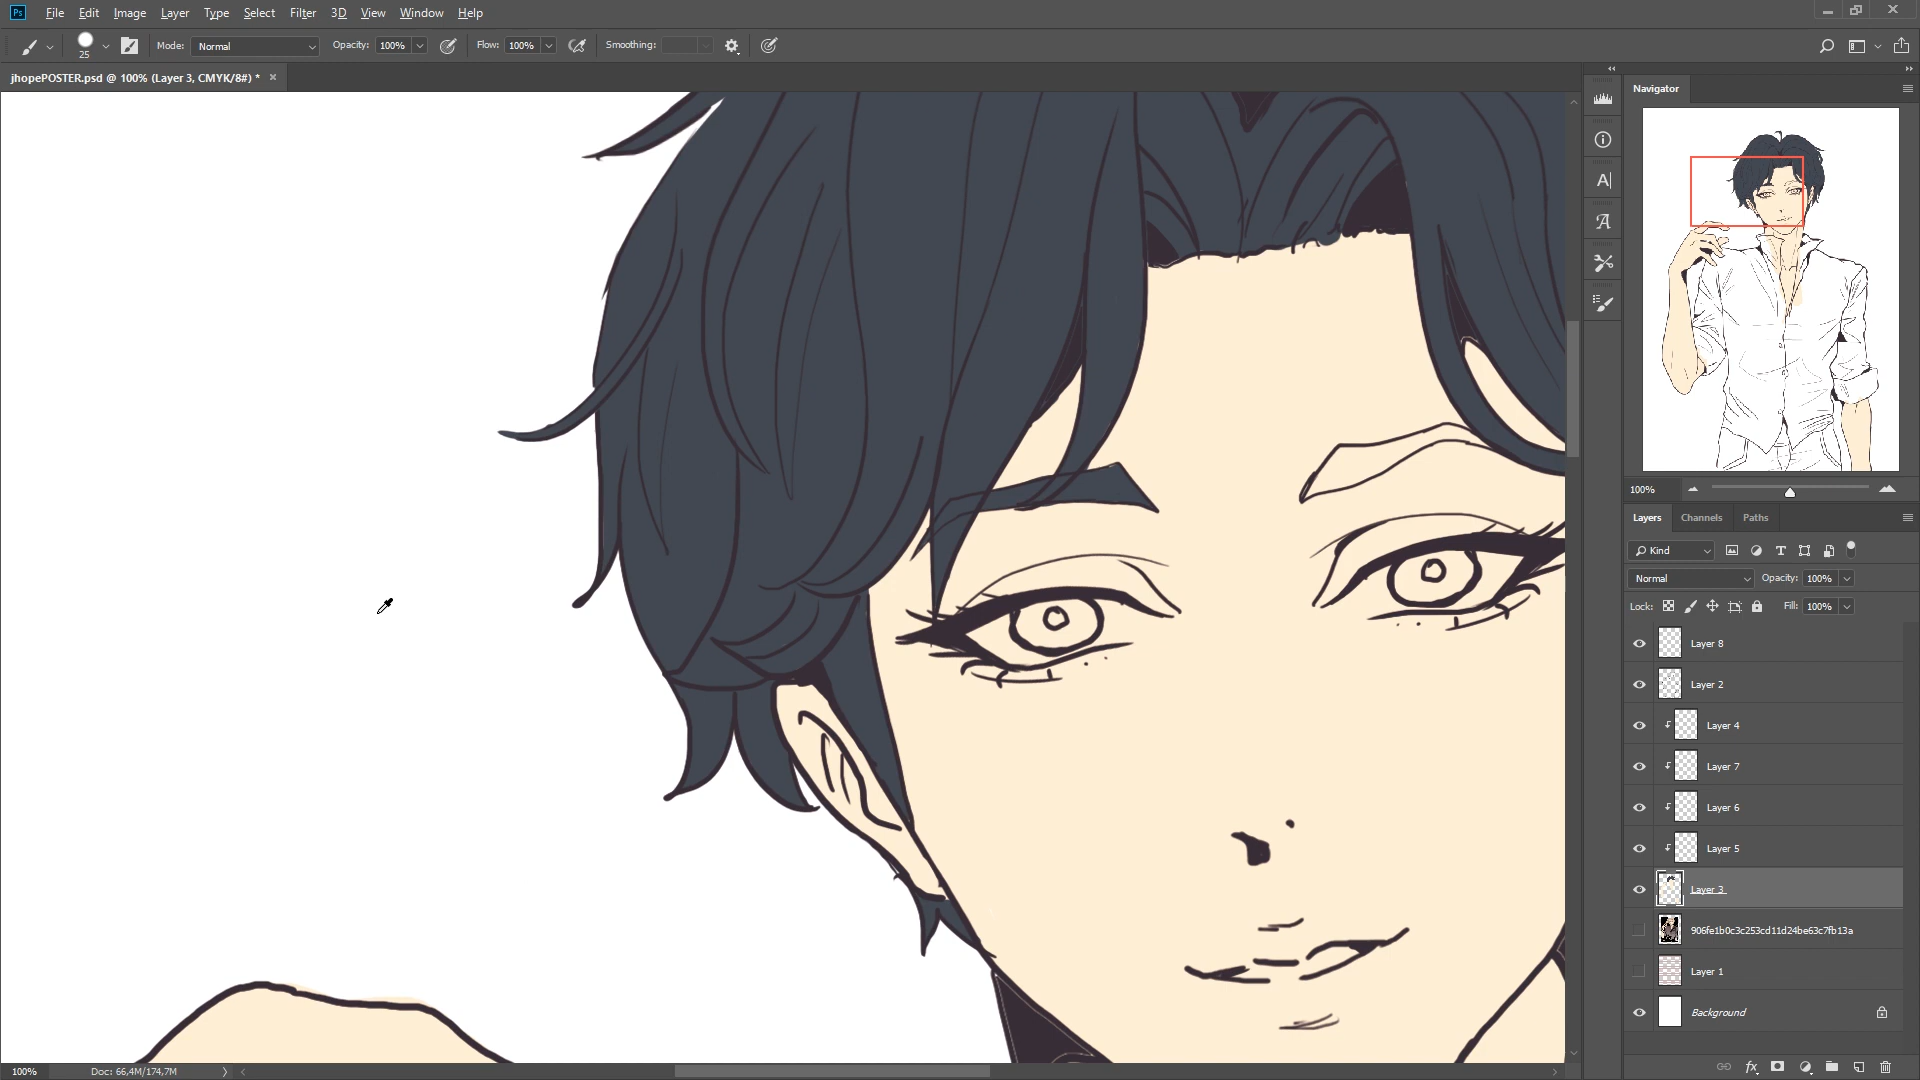 Ps File Edit Image Layer Type Select Filter 3D View Window Help
25 Mode: Normal Opacity: 100% Flow: 100% Smoothing:
jhopePOSTER.psd @ 100% (Layer 3, CMYK/8#) * ×
Navigator
100%
Layers Channels Paths
Kind
Normal Opacity: 100%
Lock: Fill: 100%
Layer 8
Layer 2
Layer 4
Layer 7
Layer 6
Layer 5
Layer 3
906fe1b0c3c253cd11d24be63c7fb13a
Layer 1
Background
fx
100% Doc: 66,4M/174,7M